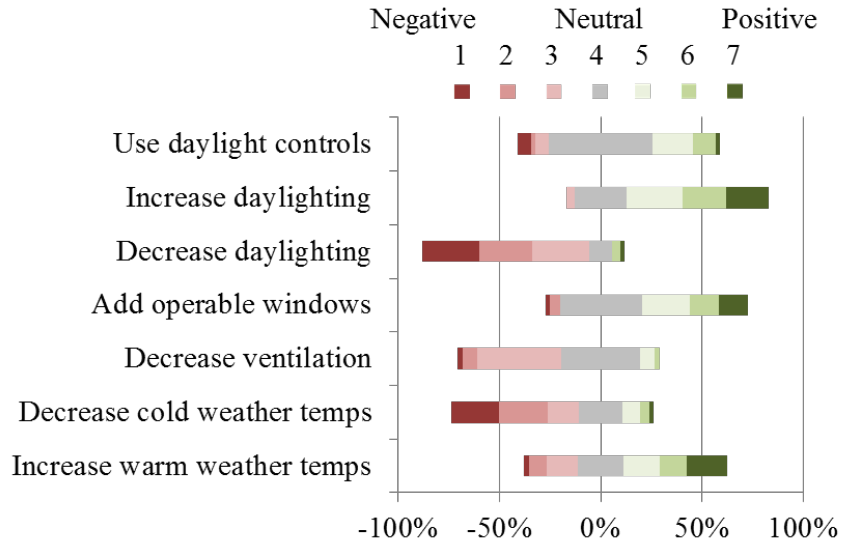 Negative Neutral Positive
1 2 3 4 5 6 7
Use daylight controls
Increase daylighting
Decrease daylighting
Add operable windows
Decrease ventilation
Decrease cold weather temps
Increase warm weather temps
-100% -50% 0% 50% 100%